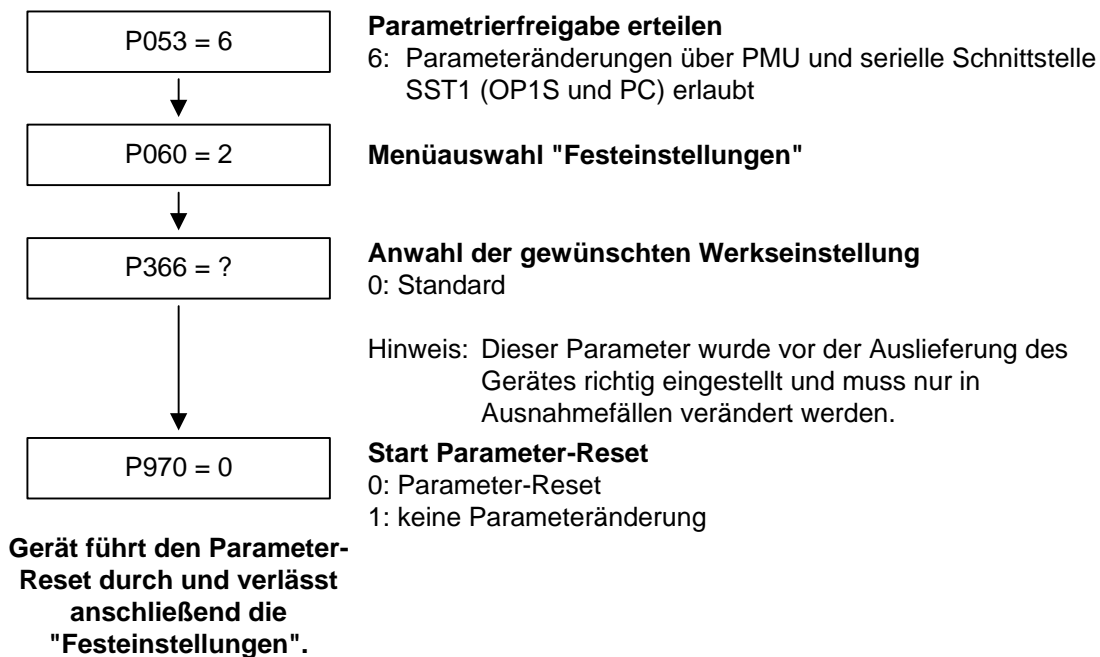 P053 = 6
Parametrierfreigabe erteilen
6: Parameteränderungen über PMU und serielle Schnittstelle
SST1 (OP1S und PC) erlaubt
P060 = 2
Menüauswahl "Festeinstellungen"
P366 = ?
Anwahl der gewünschten Werkseinstellung
0: Standard
Hinweis: Dieser Parameter wurde vor der Auslieferung des
Gerätes richtig eingestellt und muss nur in
Ausnahmefällen verändert werden.
P970 = 0
Start Parameter-Reset
0: Parameter-Reset
1: keine Parameteränderung
Gerät führt den Parameter-
Reset durch und verlässt
anschließend die
"Festeinstellungen".